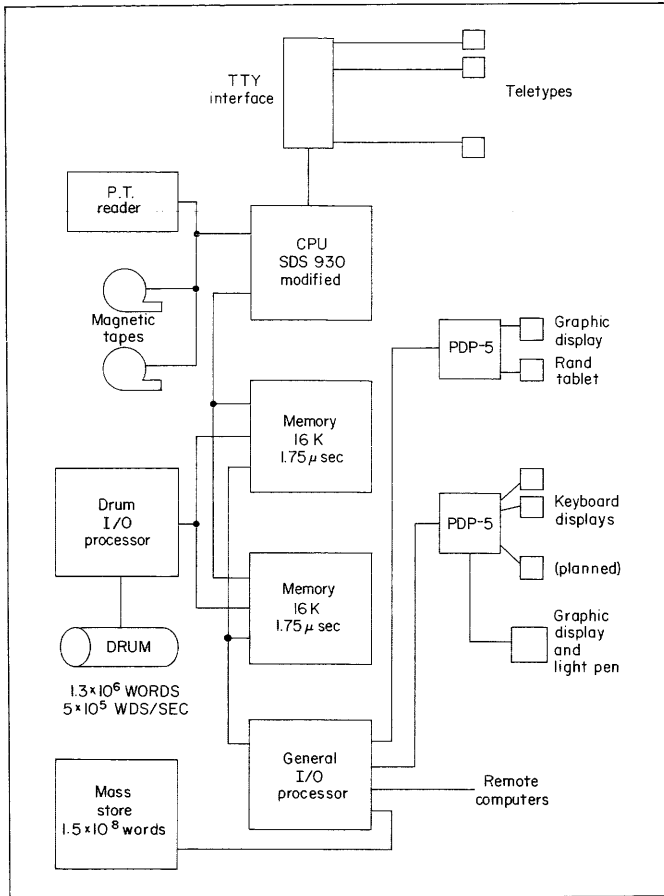 TTY
interface
Teletypes
P.T.
reader
CPU
SDS 930
modified
Magnetic
tapes
PDP-5
Graphic
display
Rand
tablet
Memory
16 K
1.75 μ sec
Drum
I/O
processor
PDP-5
Keyboard
displays
(planned)
Memory
16 K
1.75 μ sec
Graphic
display
and
light pen
DRUM
1.3 × 10⁶ WORDS
5 × 10⁵ WDS/SEC
General
I/O
processor
Mass
store
1.5 × 10⁸ words
Remote
computers